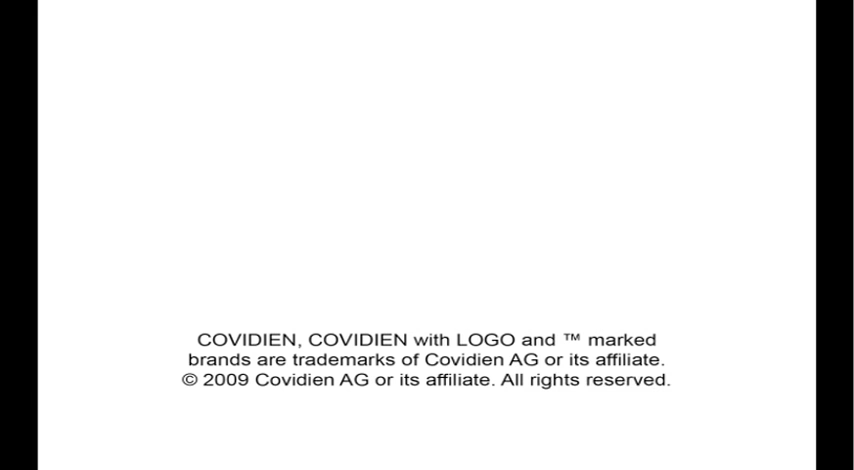 COVIDIEN, COVIDIEN with LOGO and ™ marked
brands are trademarks of Covidien AG or its affiliate.
© 2009 Covidien AG or its affiliate. All rights reserved.